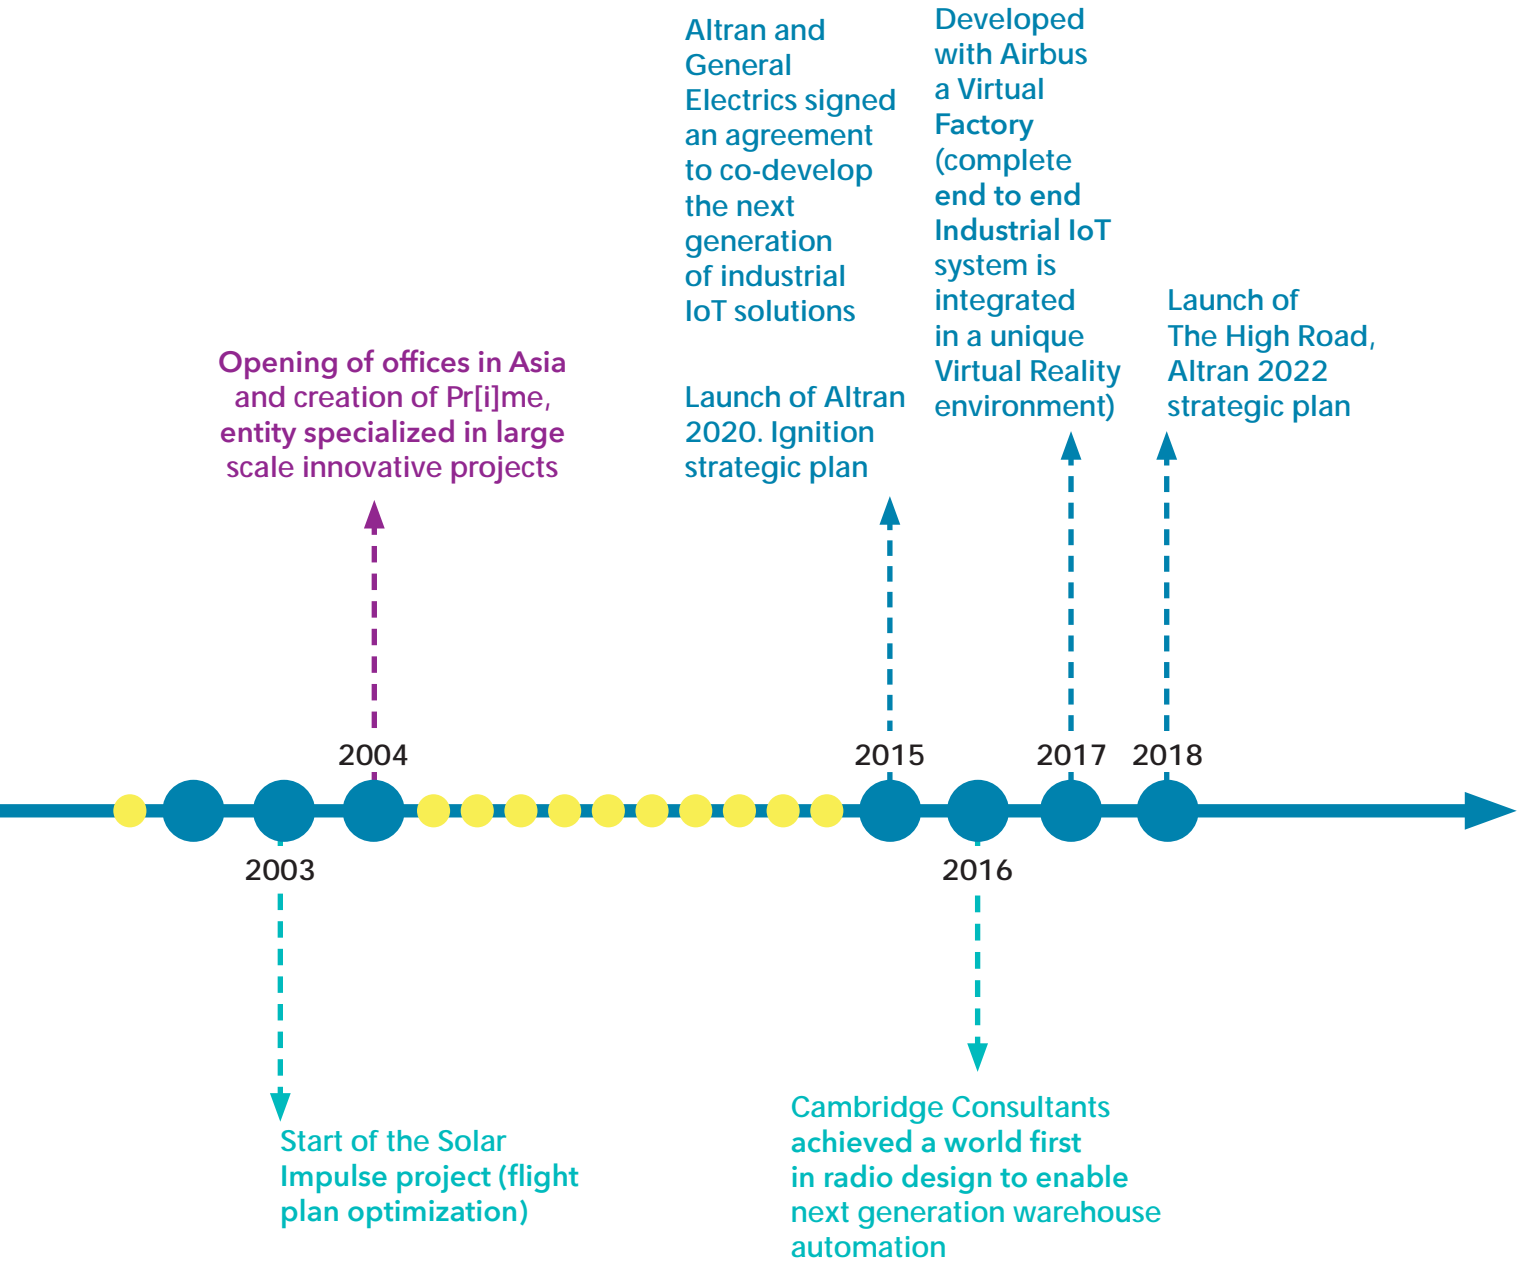 Altran and
General
Electrics signed
an agreement
to co-develop
the next
generation
of industrial
IoT solutions
Launch of Altran
2020. Ignition
strategic plan
Developed
with Airbus
a Virtual
Factory
(complete
end to end
Industrial IoT
system is
integrated
in a unique
Virtual Reality
environment)
Launch of
The High Road,
Altran 2022
strategic plan
Opening of offices in Asia
and creation of Pr[i]me,
entity specialized in large
scale innovative projects
2004
2015
2017
2018
2003
2016
Start of the Solar
Impulse project (flight
plan optimization)
Cambridge Consultants
achieved a world first
in radio design to enable
next generation warehouse
automation